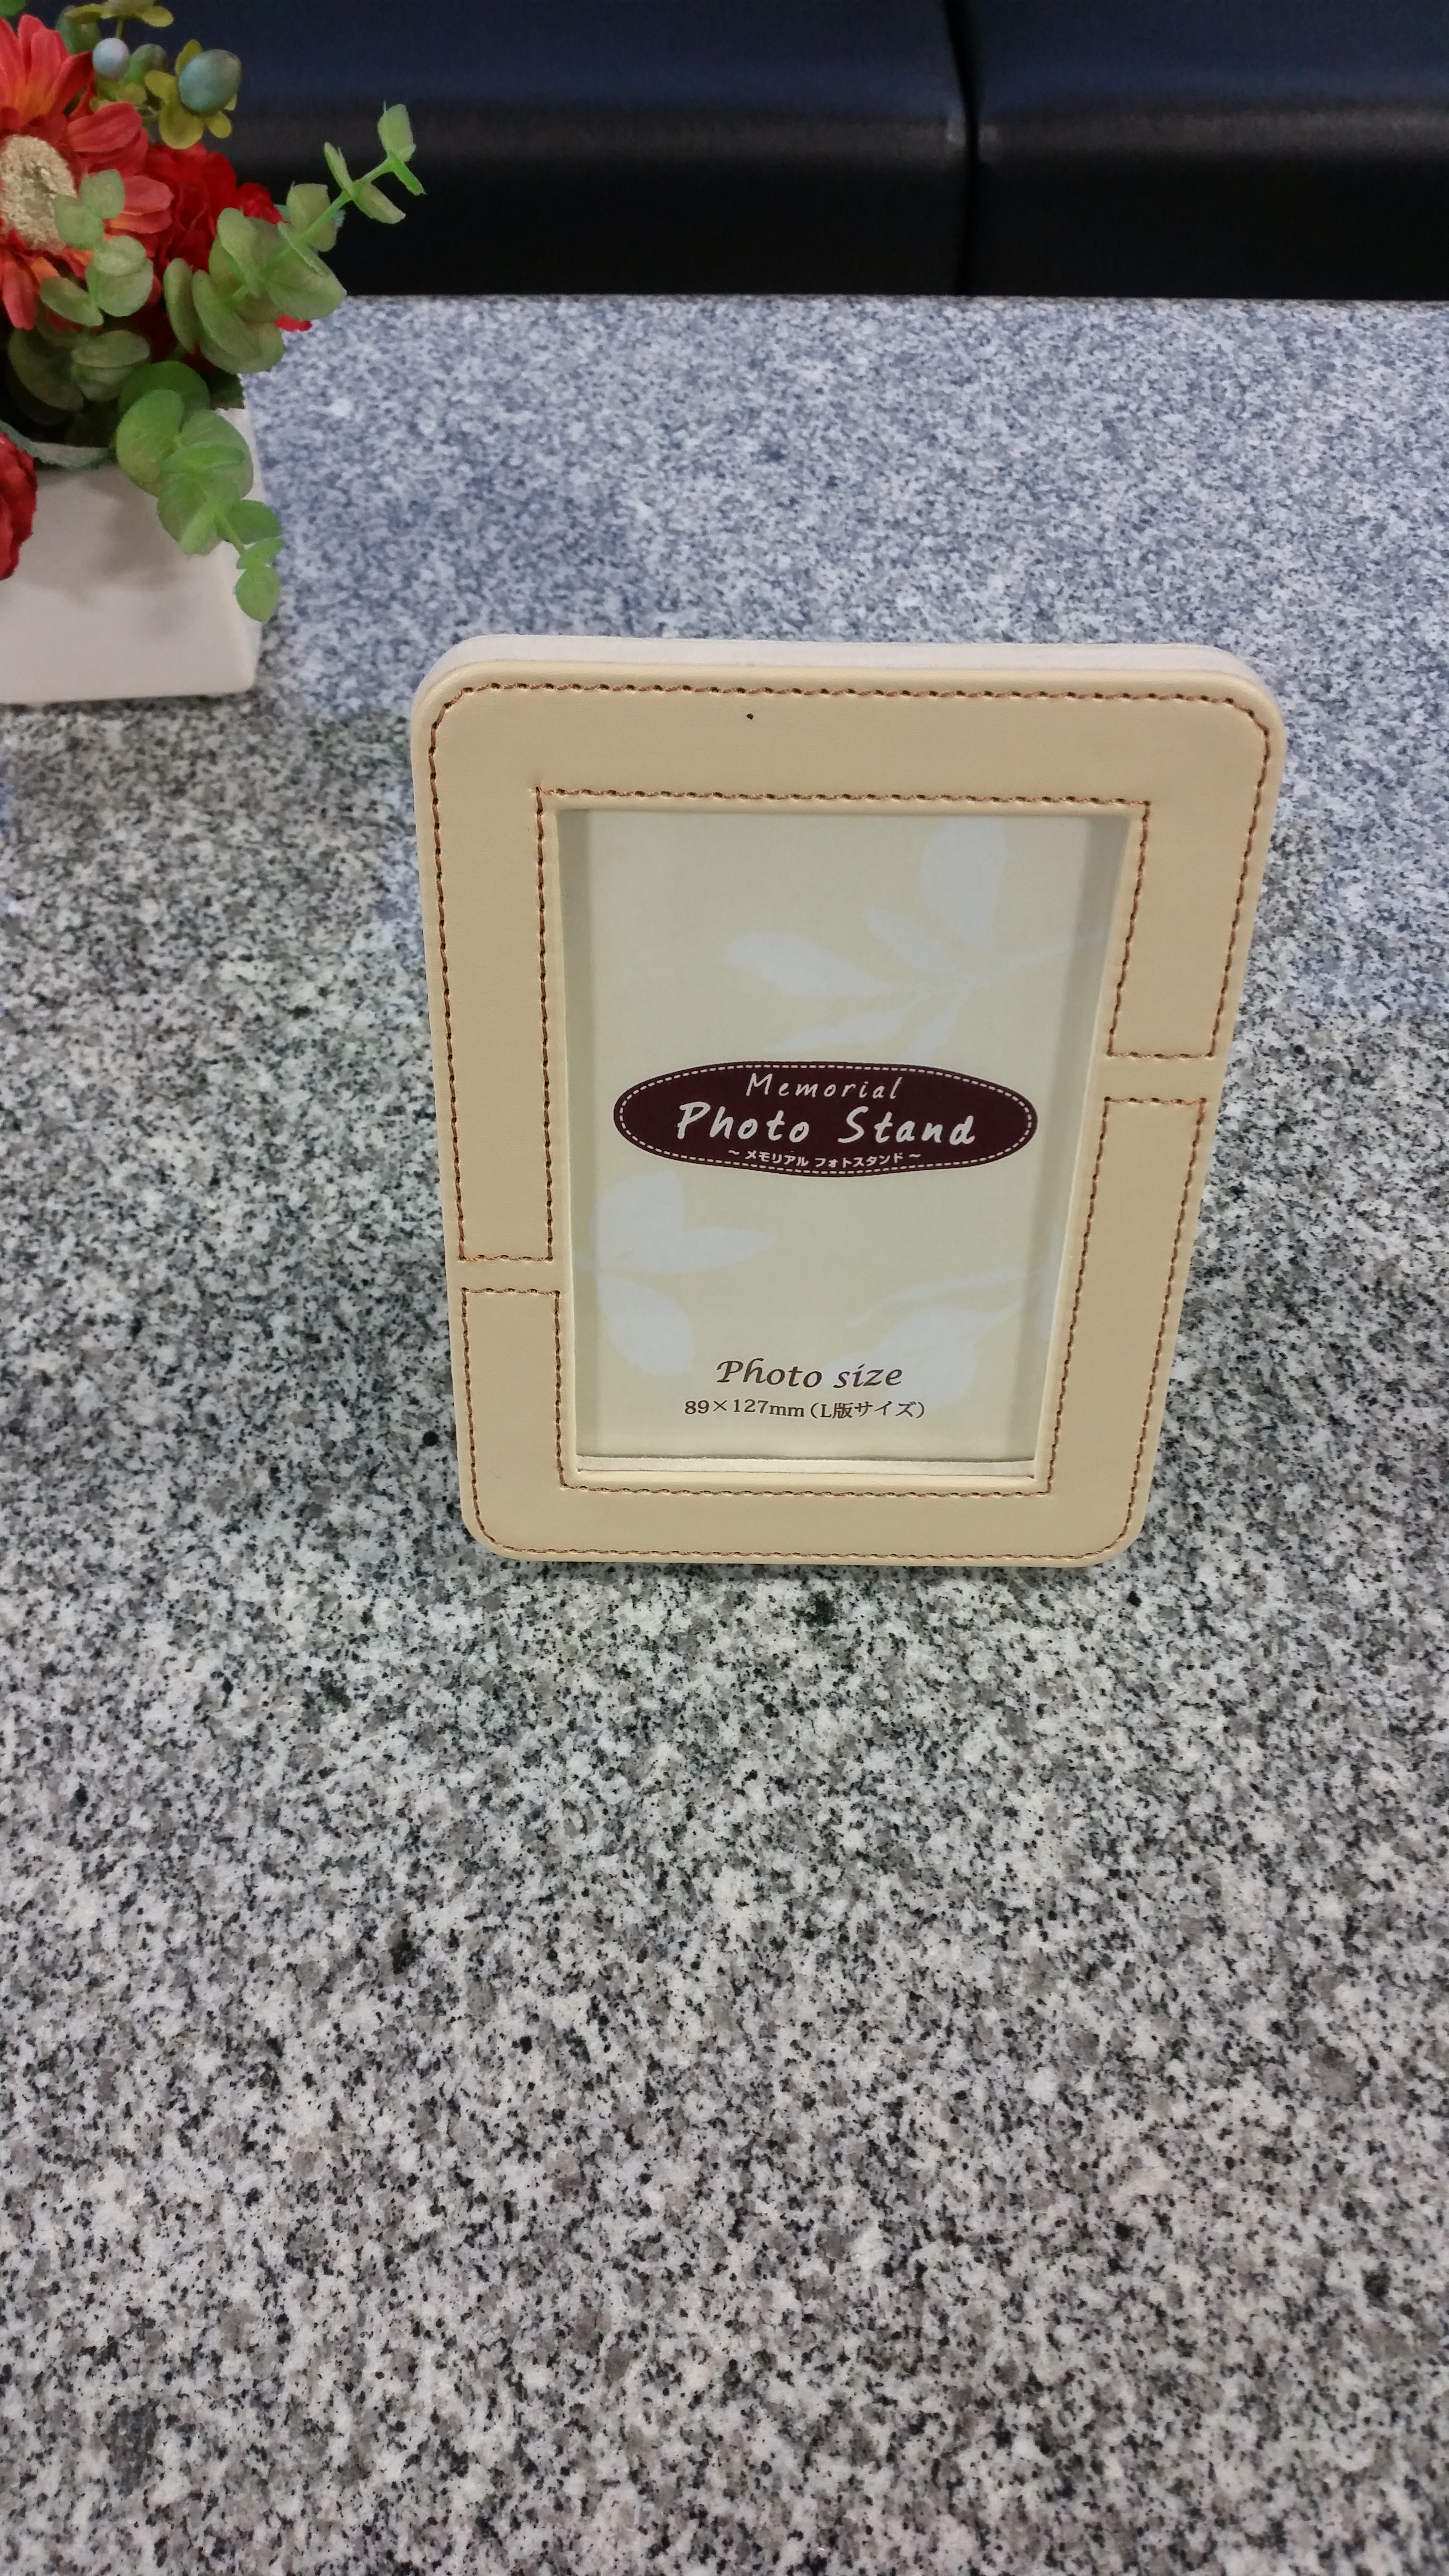 Memorial
Photo Stand
～メモリアル フォトスタンド～
Photo size
89×127mm(L版サイズ)